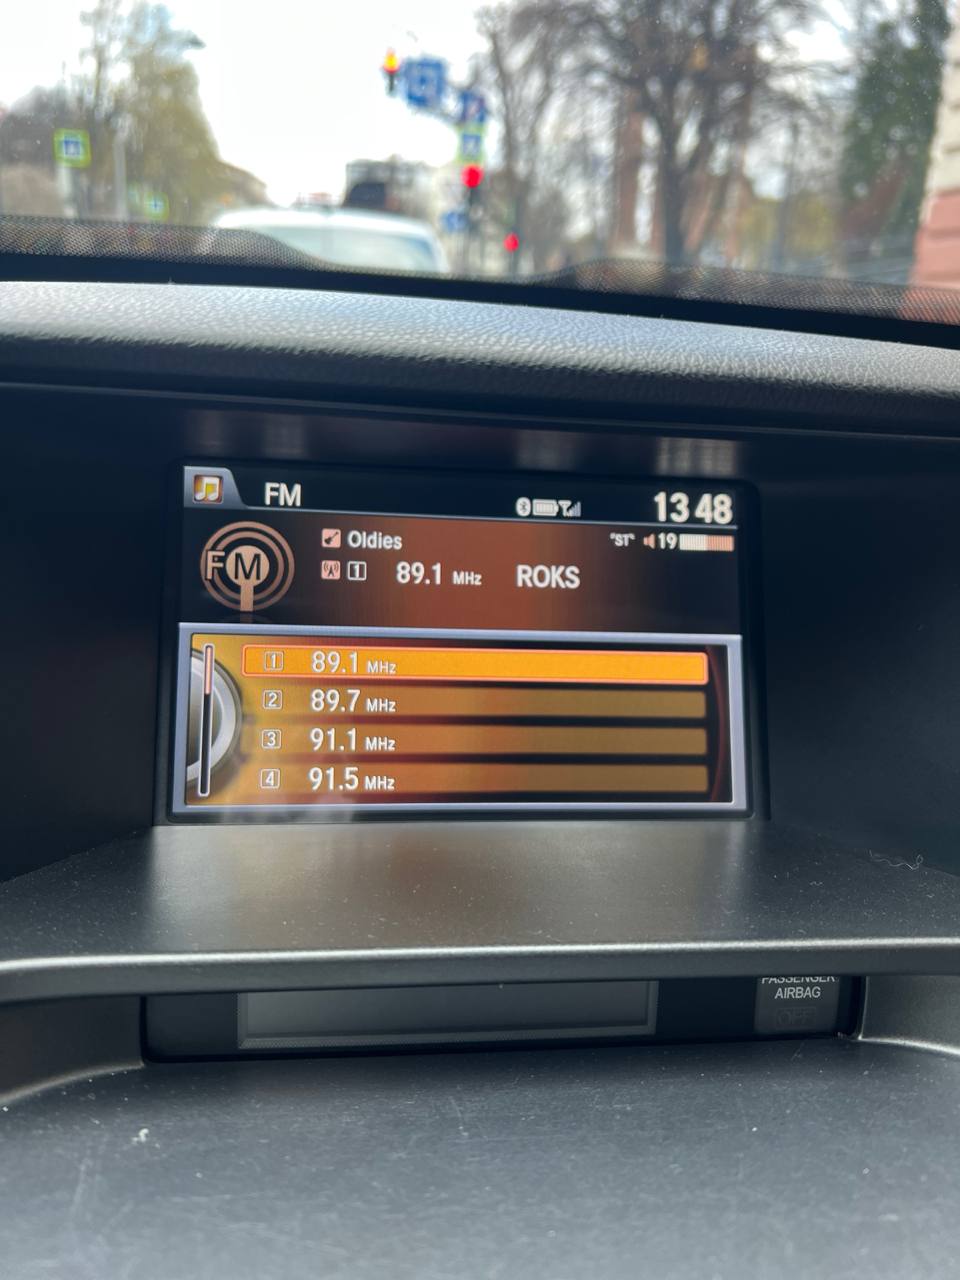 FM
13 48
FM
Oldies
"ST" 19
1 89.1 MHz ROKS
1 89.1 MHz
2 89.7 MHz
3 91.1 MHz
4 91.5 MHz
PASSENGER
AIRBAG
OFF